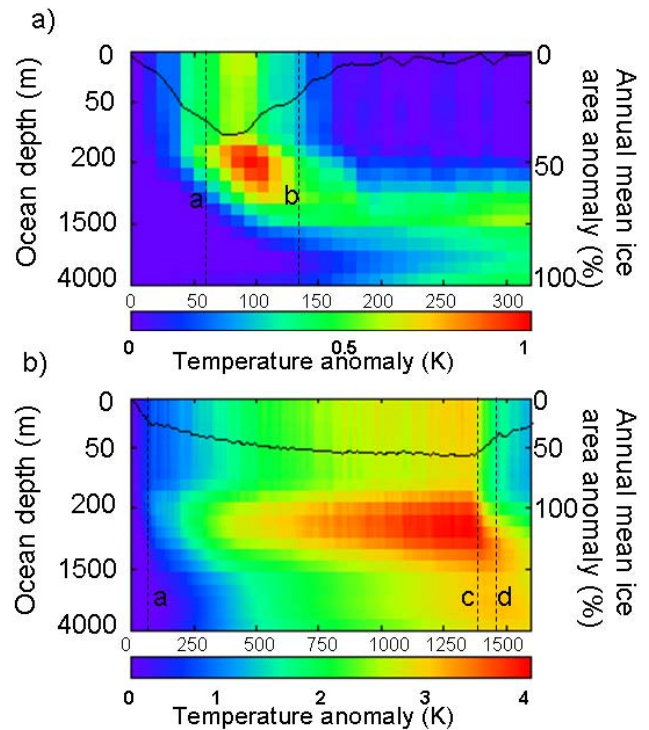 a)
Ocean depth (m)
0
50
200
1500
4000
a
b
0
50
100
Annual mean ice
area anomaly (%)
0 50 100 150 200 250 300
0 0.5 1
Temperature anomaly (K)
b)
Ocean depth (m)
0
50
200
1500
4000
a
c
d
0
50
100
Annual mean ice
area anomaly (%)
0 250 500 750 1000 1250 1500
0 1 2 3 4
Temperature anomaly (K)